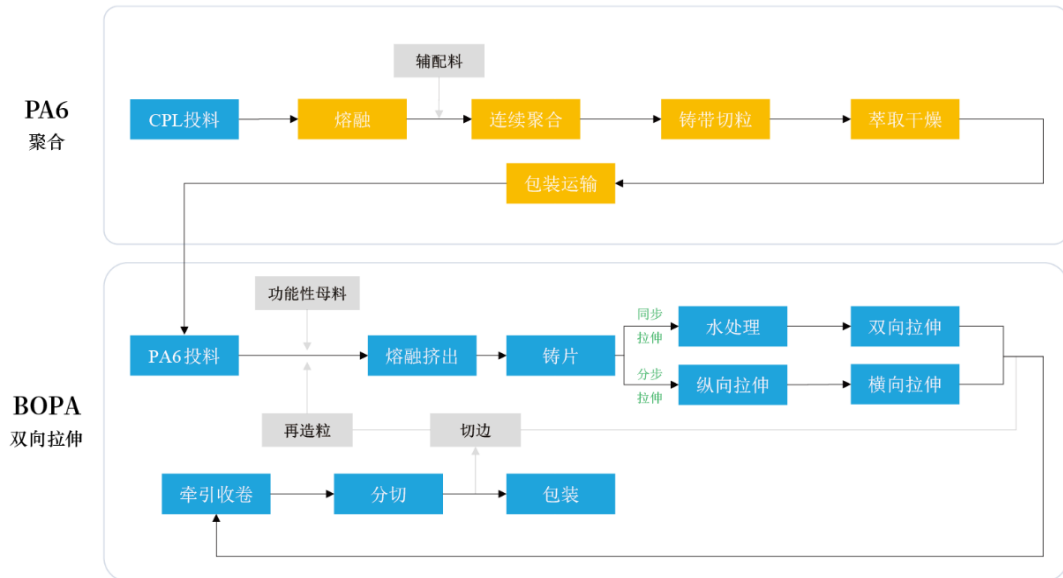 辅配料
PA6
聚合
CPL投料
熔融
连续聚合
铸带切粒
萃取干燥
包装运输
功能性母料
同步
拉伸
水处理
双向拉伸
PA6投料
熔融挤出
铸片
分步
拉伸
纵向拉伸
横向拉伸
BOPA
双向拉伸
再造粒
切边
牵引收卷
分切
包装